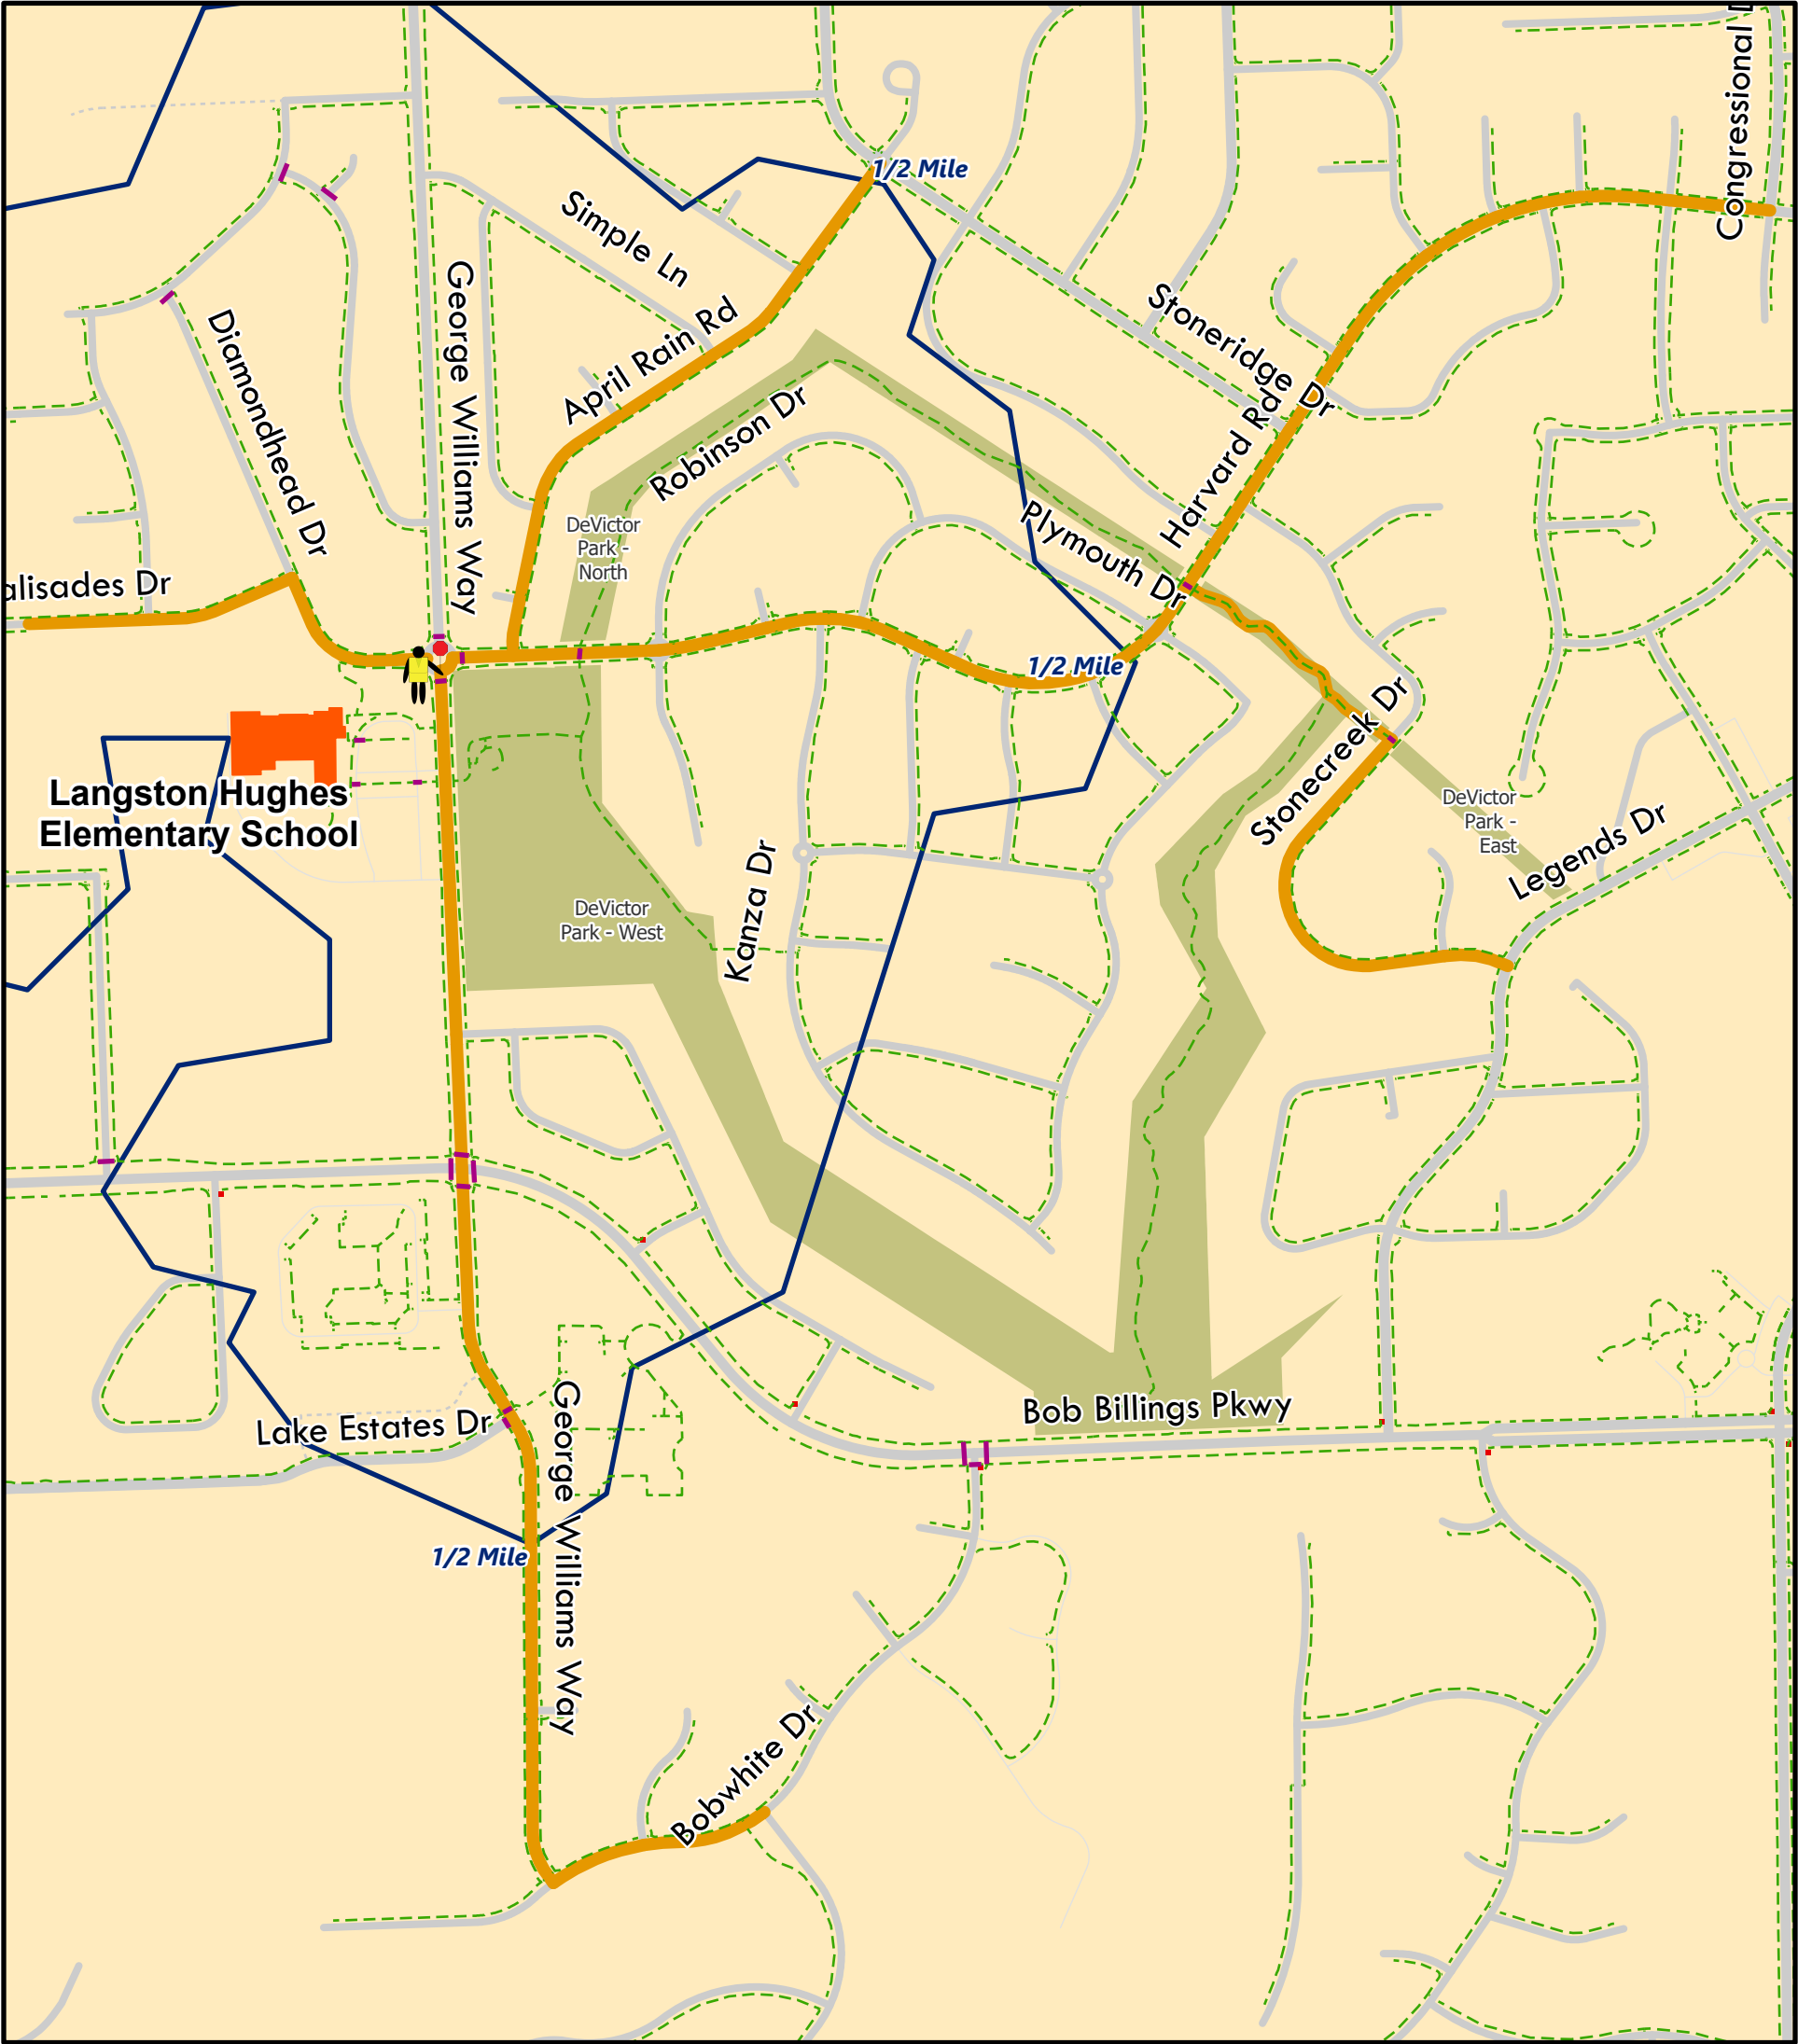 Congressional D
1/2 Mile
Simple Ln
George Williams Way
Stoneridge Dr
April Rain Rd
Diamondhead Dr
Robinson Dr
Harvard Rd
DeVictor
Park -
North
Plymouth Dr
alisades Dr
1/2 Mile
Stonecreek Dr
Langston Hughes
Elementary School
DeVictor
Park -
East
Legends Dr
Kanza Dr
DeVictor
Park - West
Bob Billings Pkwy
Lake Estates Dr
George Williams Way
1/2 Mile
Bobwhite Dr